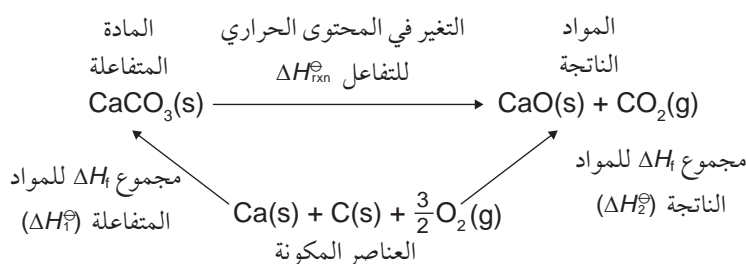 المادة
المتفاعلة
CaCO₃(s)
التغير في المحتوى الحراري
للتفاعل ΔH⦵rxn
المواد
الناتجة
CaO(s) + CO₂(g)
مجموع ΔHf للمواد
المتفاعلة (ΔH⦵1)
مجموع ΔHf للمواد
الناتجة (ΔH⦵2)
Ca(s) + C(s) + 3/2 O₂(g)
العناصر المكونة